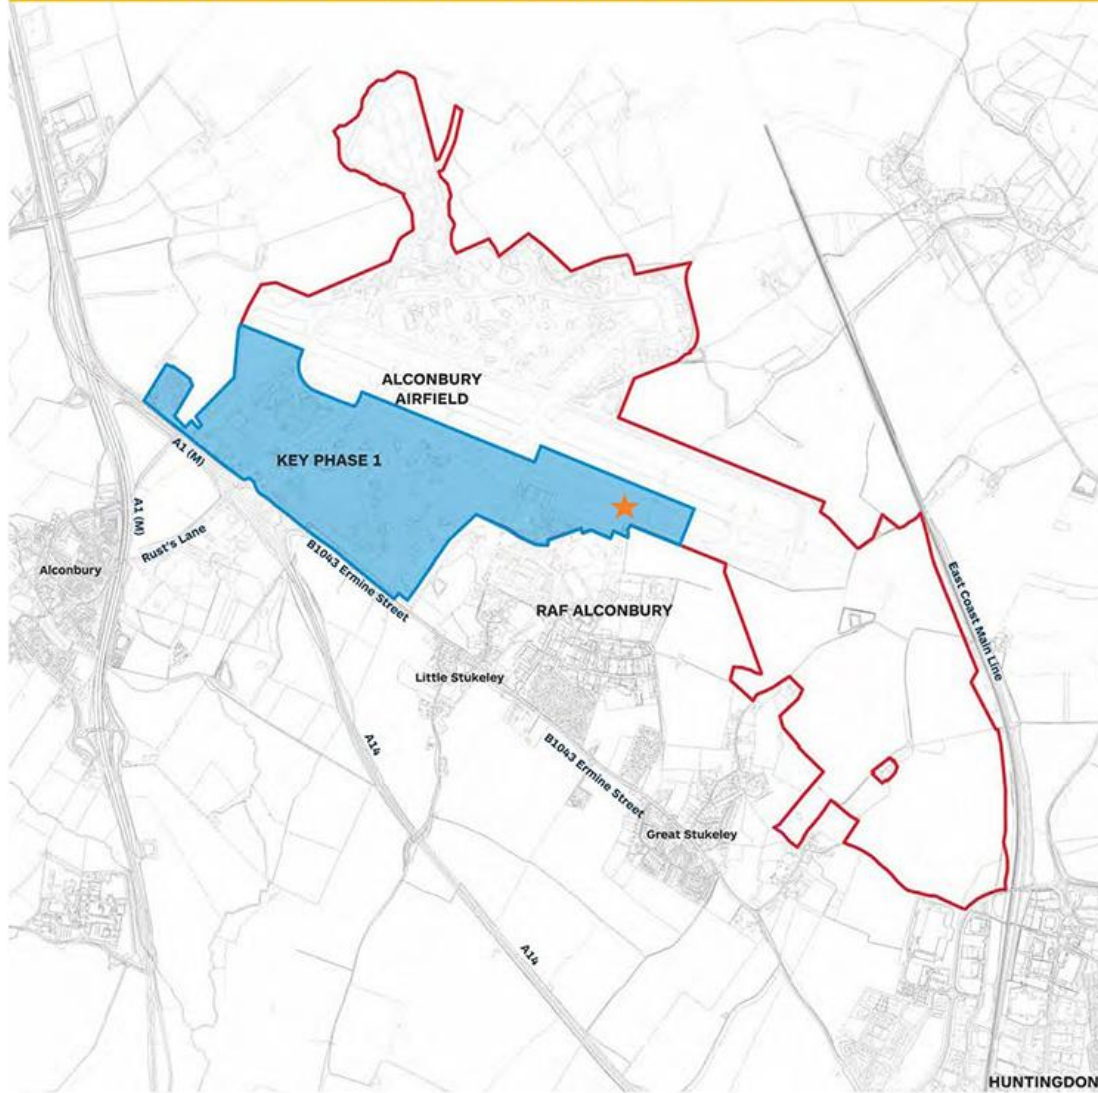 ALCONBURY
AIRFIELD
KEY PHASE 1
A1 (M)
A1 (M)
Rust's Lane
Alconbury
B1043 Ermine Street
RAF ALCONBURY
East Coast Main Line
Little Stukeley
A14
B1043 Ermine Street
Great Stukeley
A14
HUNTINGDON